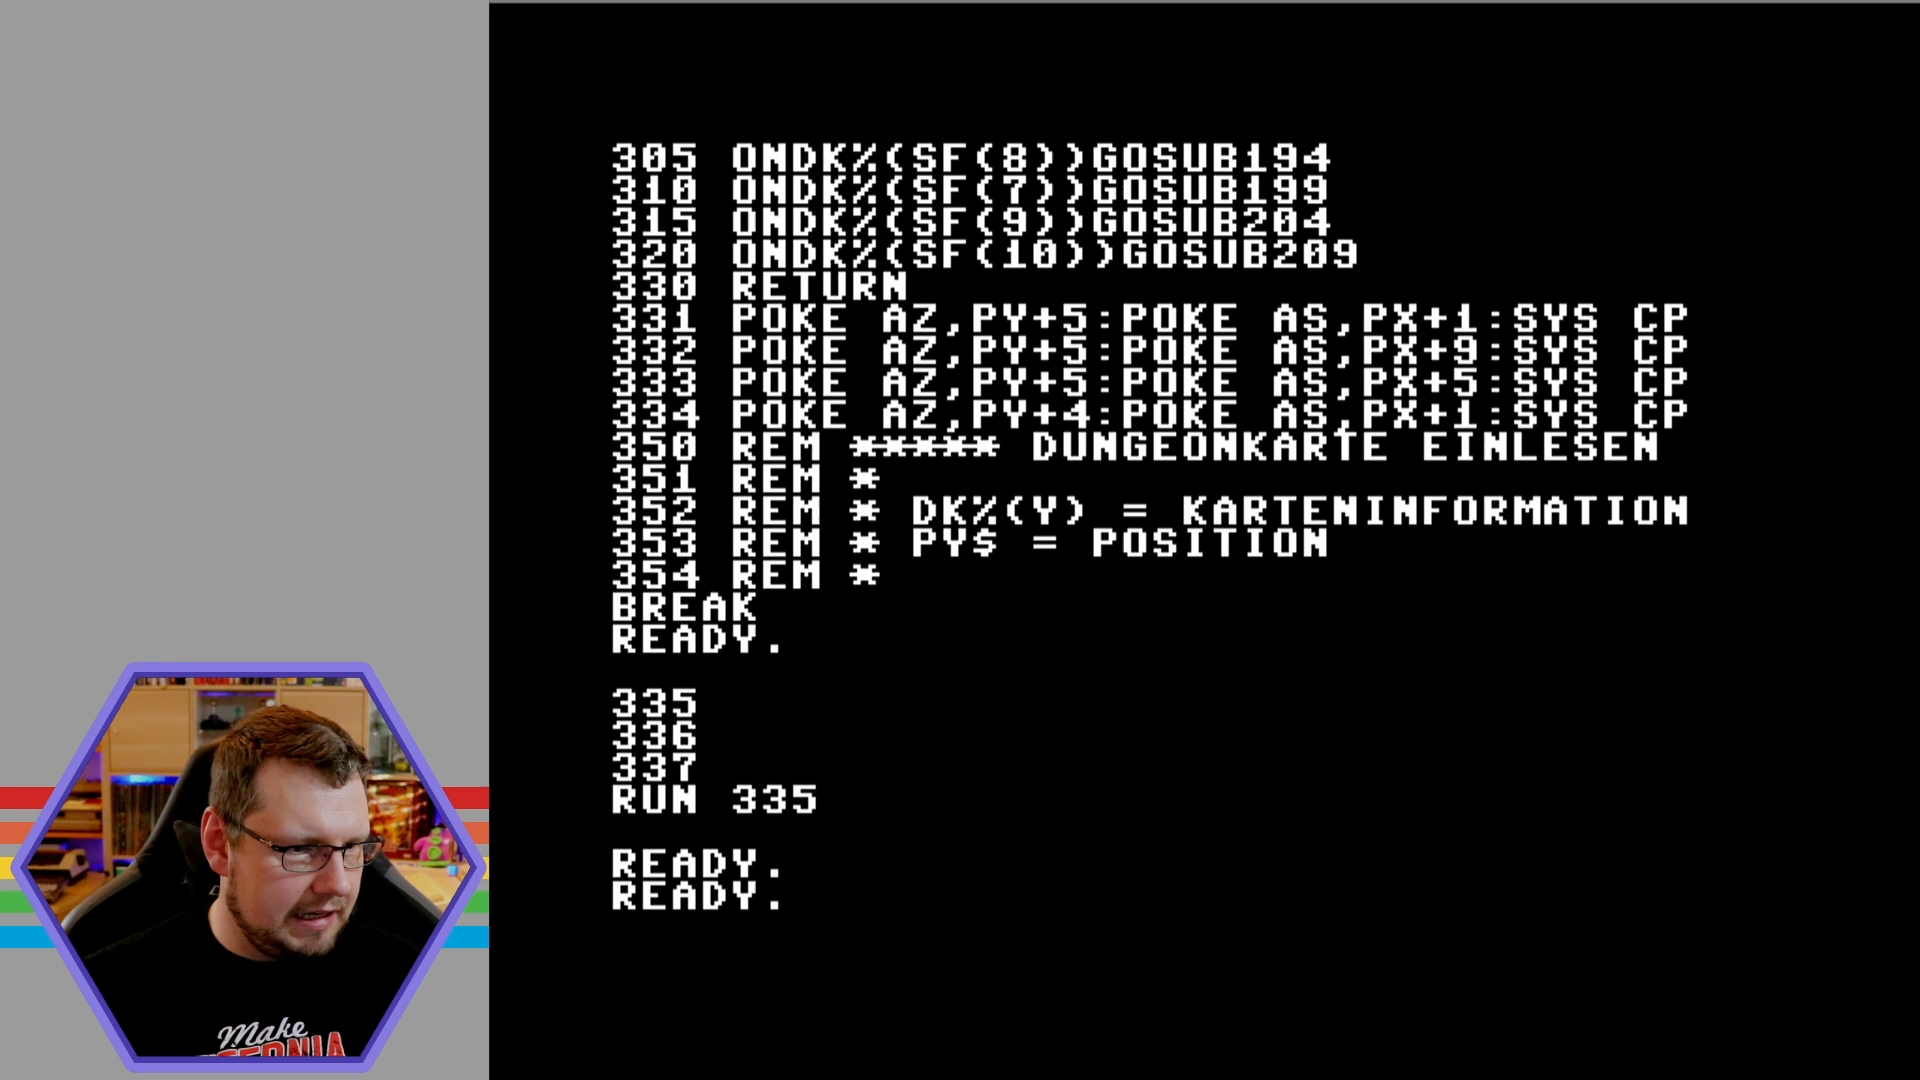 305 ONDK%(SF(8))GOSUB194
310 ONDK%(SF(7))GOSUB199
315 ONDK%(SF(9))GOSUB204
320 ONDK%(SF(10))GOSUB209
330 RETURN
331 POKE AZ,PY+5:POKE AS,PX+1:SYS CP
332 POKE AZ,PY+5:POKE AS,PX+9:SYS CP
333 POKE AZ,PY+5:POKE AS,PX+5:SYS CP
334 POKE AZ,PY+4:POKE AS,PX+1:SYS CP
350 REM ***** DUNGEONKARTE EINLESEN
351 REM *
352 REM * DK%(Y) = KARTENINFORMATION
353 REM * PY$ = POSITION
354 REM *
BREAK
READY.
335
336
337
RUN 335
READY.
READY.
Make